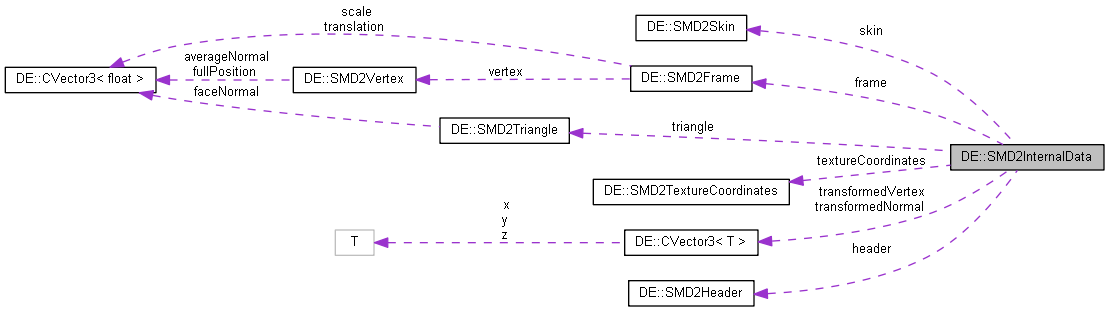 scale
translation
DE::SMD2Skin
skin
averageNormal
fullPosition
DE::CVector3< float >
DE::SMD2Vertex
vertex
DE::SMD2Frame
frame
faceNormal
DE::SMD2Triangle
triangle
DE::SMD2InternalData
textureCoordinates
DE::SMD2TextureCoordinates
transformedVertex
transformedNormal
x
y
z
T
DE::CVector3< T >
header
DE::SMD2Header